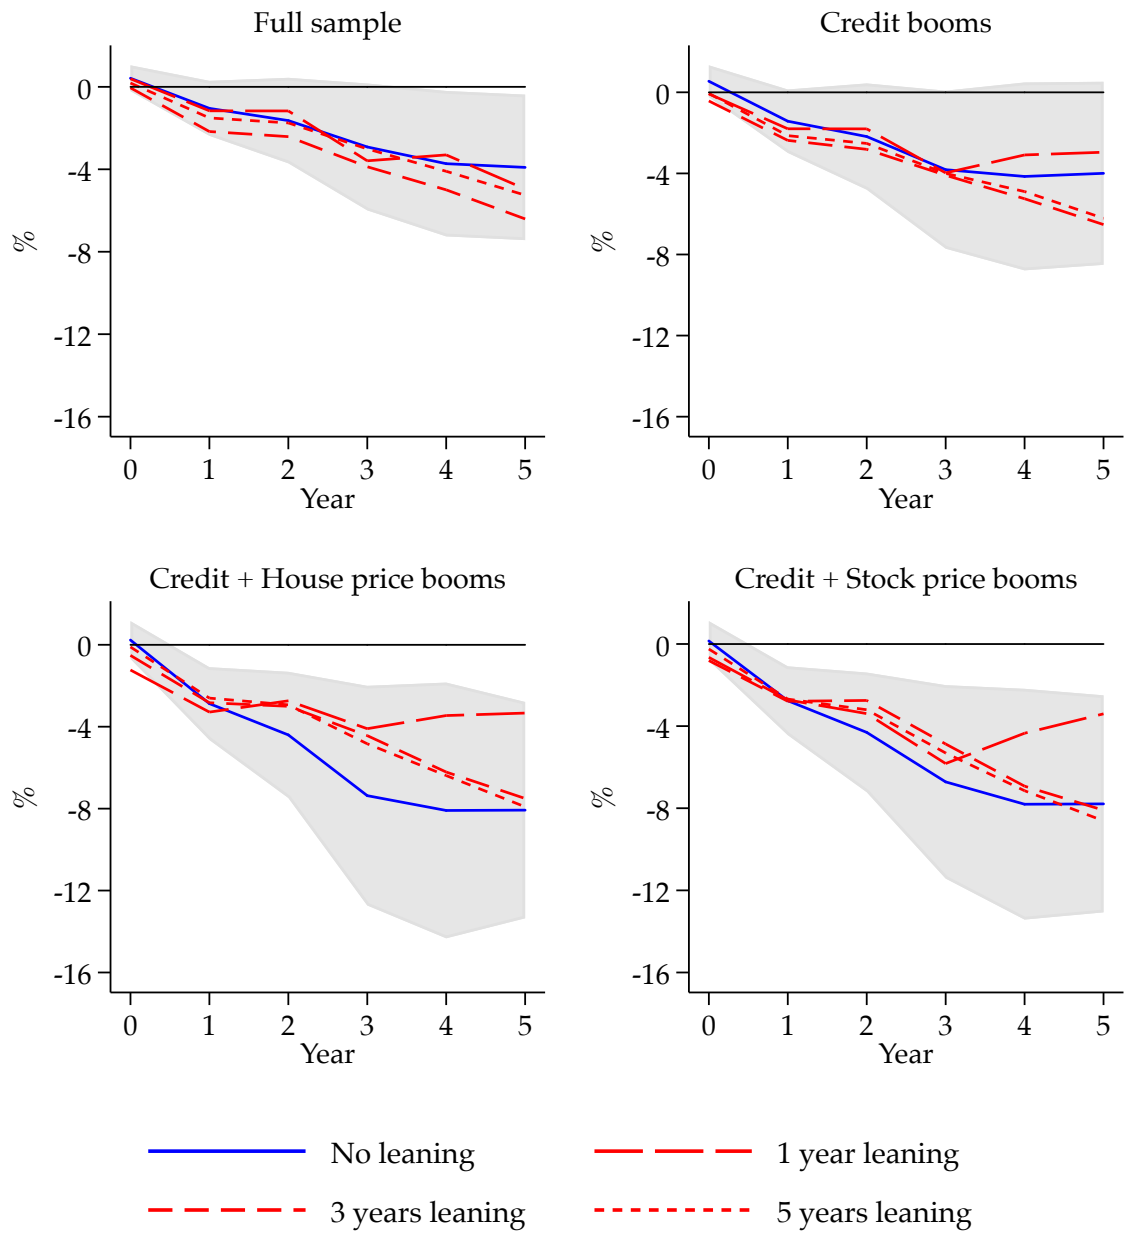 Full sample
0
-4
-8
-12
-16
%
0 1 2 3 4 5
Year
Credit booms
0
-4
-8
-12
-16
%
0 1 2 3 4 5
Year
Credit + House price booms
0
-4
-8
-12
-16
%
0 1 2 3 4 5
Year
Credit + Stock price booms
0
-4
-8
-12
-16
%
0 1 2 3 4 5
Year
No leaning
1 year leaning
3 years leaning
5 years leaning